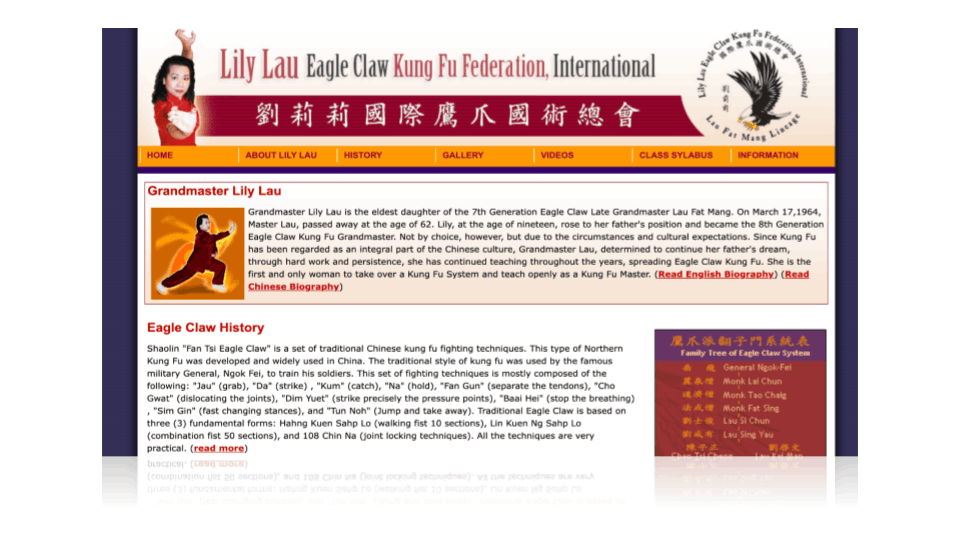 Lily Lau Eagle Claw Kung Fu Federation, International
劉莉莉國際鷹爪國術總會
Lily Lau Eagle Claw Kung Fu Federation International
國際鷹爪國術總會
劉莉莉
Lau Fat Mang Lineage
HOME
ABOUT LILY LAU
HISTORY
GALLERY
VIDEOS
CLASS SYLABUS
INFORMATION
Grandmaster Lily Lau
Grandmaster Lily Lau is the eldest daughter of the 7th Generation Eagle Claw Late Grandmaster Lau Fat Mang. On March 17,1964,
Master Lau, passed away at the age of 62. Lily, at the age of nineteen, rose to her father's position and became the 8th Generation
Eagle Claw Kung Fu Grandmaster. Not by choice, however, but due to the circumstances and cultural expectations. Since Kung Fu
has been regarded as an integral part of the Chinese culture, Grandmaster Lau, determined to continue her father's dream,
through hard work and persistence, she has continued teaching throughout the years, spreading Eagle Claw Kung Fu. She is the
first and only woman to take over a Kung Fu System and teach openly as a Kung Fu Master. (Read English Biography) (Read
Chinese Biography)
Eagle Claw History
Shaolin "Fan Tsi Eagle Claw" is a set of traditional Chinese kung fu fighting techniques. This type of Northern
Kung Fu was developed and widely used in China. The traditional style of kung fu was used by the famous
military General, Ngok Fei, to train his soldiers. This set of fighting techniques is mostly composed of the
following: "Jau" (grab), "Da" (strike) , "Kum" (catch), "Na" (hold), "Fan Gun" (separate the tendons), "Cho
Gwat" (dislocating the joints), "Dim Yuet" (strike precisely the pressure points), "Baai Hei" (stop the breathing)
, "Sim Gin" (fast changing stances), and "Tun Noh" (Jump and take away). Traditional Eagle Claw is based on
three (3) fundamental forms: Hahng Kuen Sahp Lo (walking fist 10 sections), Lin Kuen Ng Sahp Lo
(combination fist 50 sections), and 108 Chin Na (joint locking techniques). All the techniques are very
practical. (read more)
鷹爪派翻子門系統表
Family Tree of Eagle Claw System
岳飛 General Ngok-Fei
麗泉僧 Monk Lai Chun
道濟僧 Monk Tao Chaig
法成僧 Monk Fat Sing
劉士俊 Lau Si Chun
劉成有 Lau Sing Yau
陳子正 劉啓文
Chan Tzi Ching Lau Kai Man